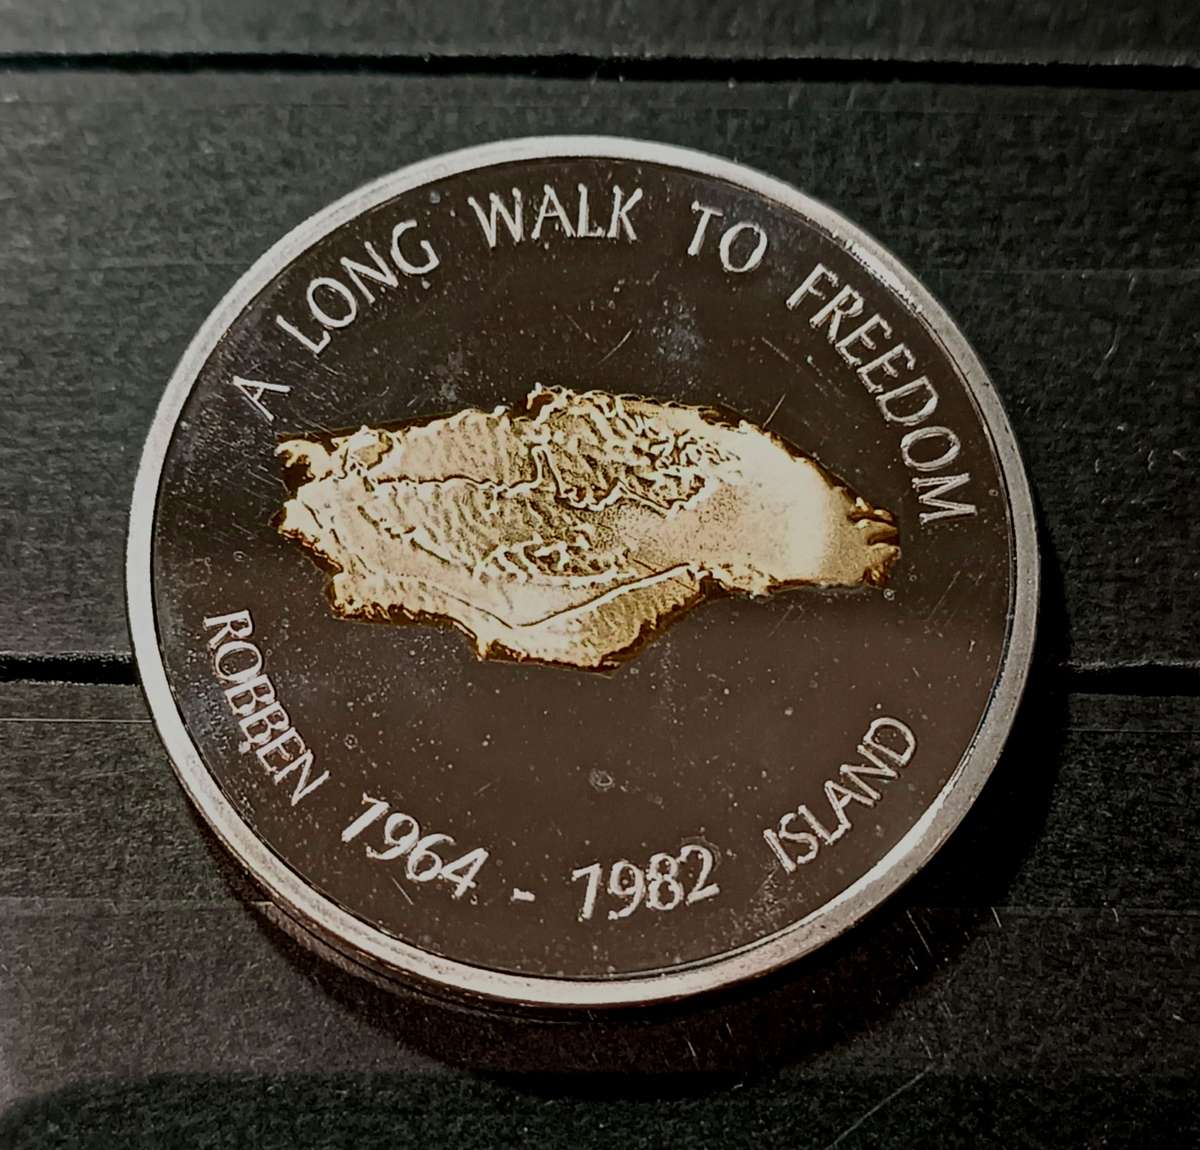 A LONG WALK TO FREEDOM
ROBBEN 1964 - 1982 ISLAND